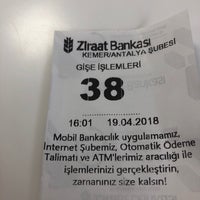 Ziraat Bankası
KEMER/ANTALYA ŞUBESİ
GİŞE İŞLEMLERİ
38
16:01 19.04.2018
Mobil Bankacılık uygulamamız,
İnternet Şubemiz, Otomatik Ödeme
Talimatı ve ATM'lerimiz aracılığı ile
işlemlerinizi gerçekleştirin,
zamanınız size kalsın!